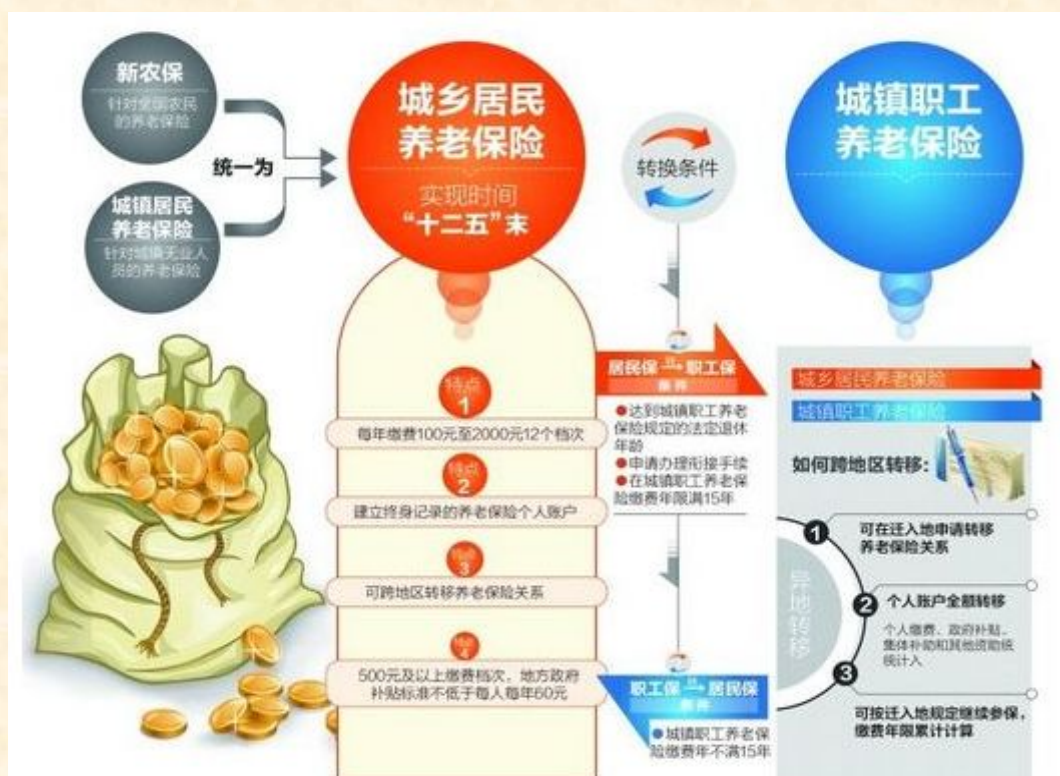 新农保
针对全国农民
的养老保险
城镇居民
养老保险
针对城镇无业人
员的养老保险
统一为
城乡居民
养老保险
实现时间
“十二五”末
特点
1
每年缴费100元至2000元12个档次
特点
2
建立终身记录的养老保险个人账户
特点
3
可跨地区转移养老保险关系
特点
4
500元及以上缴费档次，地方政府
补贴标准不低于每人每年60元
转换条件
居民保
职工保
条件
●达到城镇职工养老
保险规定的法定退休
年龄
●申请办理衔接手续
●在城镇职工养老保
险缴费年限满15年
职工保
居民保
条件
●城镇职工养老保
险缴费年不满15年
城镇职工
养老保险
城乡居民养老保险
城镇职工养老保险
如何跨地区转移：
异地转移
1
可在迁入地申请转移
养老保险关系
2
个人账户全额转移
个人缴费、政府补贴、
集体补助和其他资助统
统计入
3
可按迁入地规定继续参保，
缴费年限累计计算